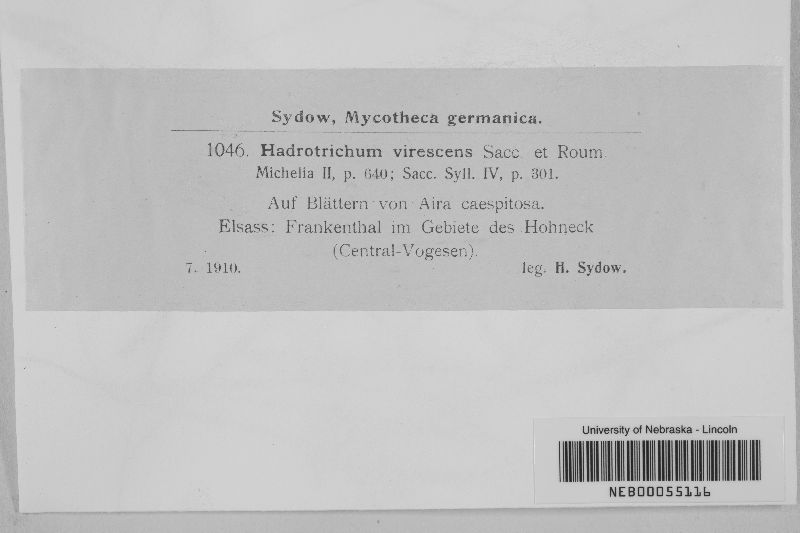 Sydow, Mycotheca germanica.
1046. Hadrotrichum virescens Sacc. et Roum.
Michelia II, p. 640; Sacc. Syll. IV, p. 301.
Auf Blättern von Aira caespitosa.
Elsass: Frankenthal im Gebiete des Hohneck
(Central-Vogesen).
7. 1910. leg. H. Sydow.
University of Nebraska - Lincoln
NEB00055116